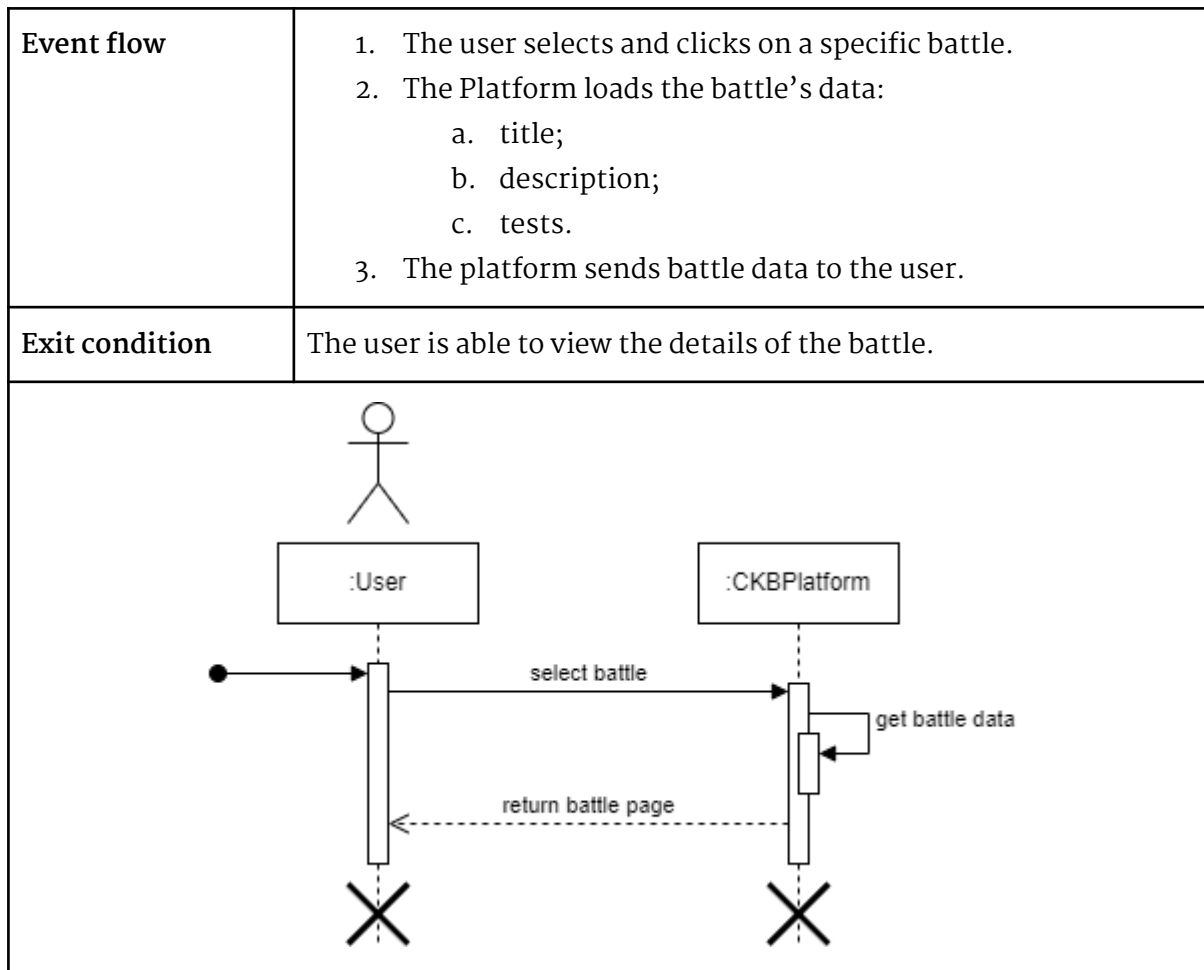 Event flow
1. The user selects and clicks on a specific battle.
2. The Platform loads the battle’s data:
a. title;
b. description;
c. tests.
3. The platform sends battle data to the user.
Exit condition
The user is able to view the details of the battle.
:User
:CKBPlatform
select battle
get battle data
return battle page